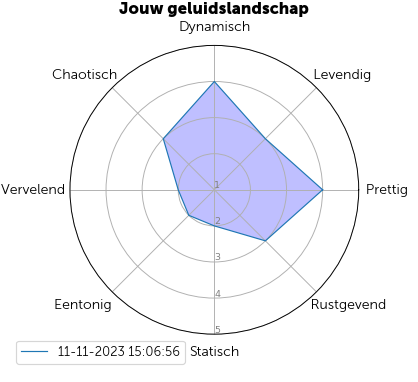 Jouw geluidslandschap
Dynamisch
Chaotisch
Levendig
Vervelend
1
Prettig
2
3
4
Eentonig
Rustgevend
5
11-11-2023 15:06:56
Statisch